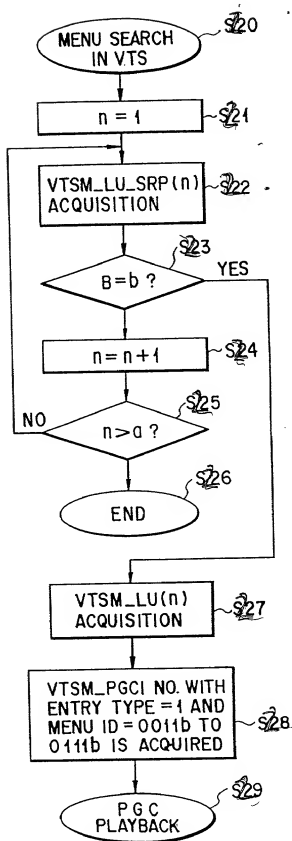 MENU SEARCH
IN VTS
S20
n = 1
S21
VTSM_LU_SRP(n)
ACQUISITION
S22
S23
B=b ?
YES
n=n+1
S24
S25
NO
n>a ?
S26
END
VTSM_LU(n)
ACQUISITION
S27
VTSM_PGCI NO. WITH
ENTRY TYPE =1 AND
MENU ID=0011b TO
0111b IS ACQUIRED
S28
S29
PGC
PLAYBACK